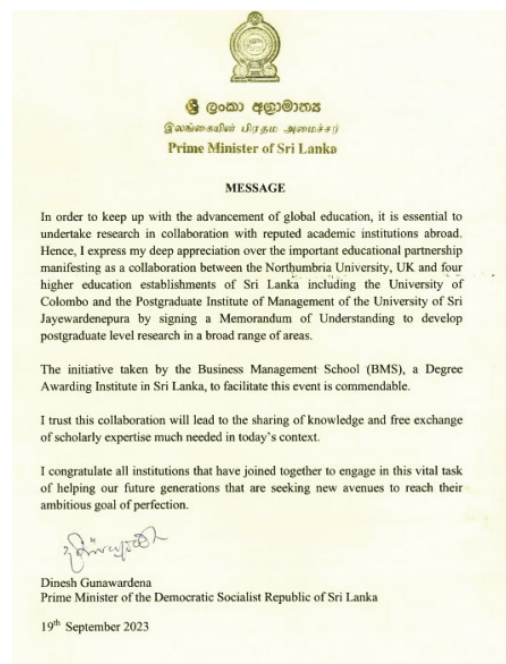 ශ්‍රී ලංකා අග්‍රාමාත්‍ය
இலங்கையின் பிரதம அமைச்சர்
Prime Minister of Sri Lanka
MESSAGE
In order to keep up with the advancement of global education, it is essential to
undertake research in collaboration with reputed academic institutions abroad.
Hence, I express my deep appreciation over the important educational partnership
manifesting as a collaboration between the Northumbria University, UK and four
higher education establishments of Sri Lanka including the University of
Colombo and the Postgraduate Institute of Management of the University of Sri
Jayewardenepura by signing a Memorandum of Understanding to develop
postgraduate level research in a broad range of areas.
The initiative taken by the Business Management School (BMS), a Degree
Awarding Institute in Sri Lanka, to facilitate this event is commendable.
I trust this collaboration will lead to the sharing of knowledge and free exchange
of scholarly expertise much needed in today's context.
I congratulate all institutions that have joined together to engage in this vital task
of helping our future generations that are seeking new avenues to reach their
ambitious goal of perfection.
Dinesh Gunawardena
Prime Minister of the Democratic Socialist Republic of Sri Lanka
19th September 2023